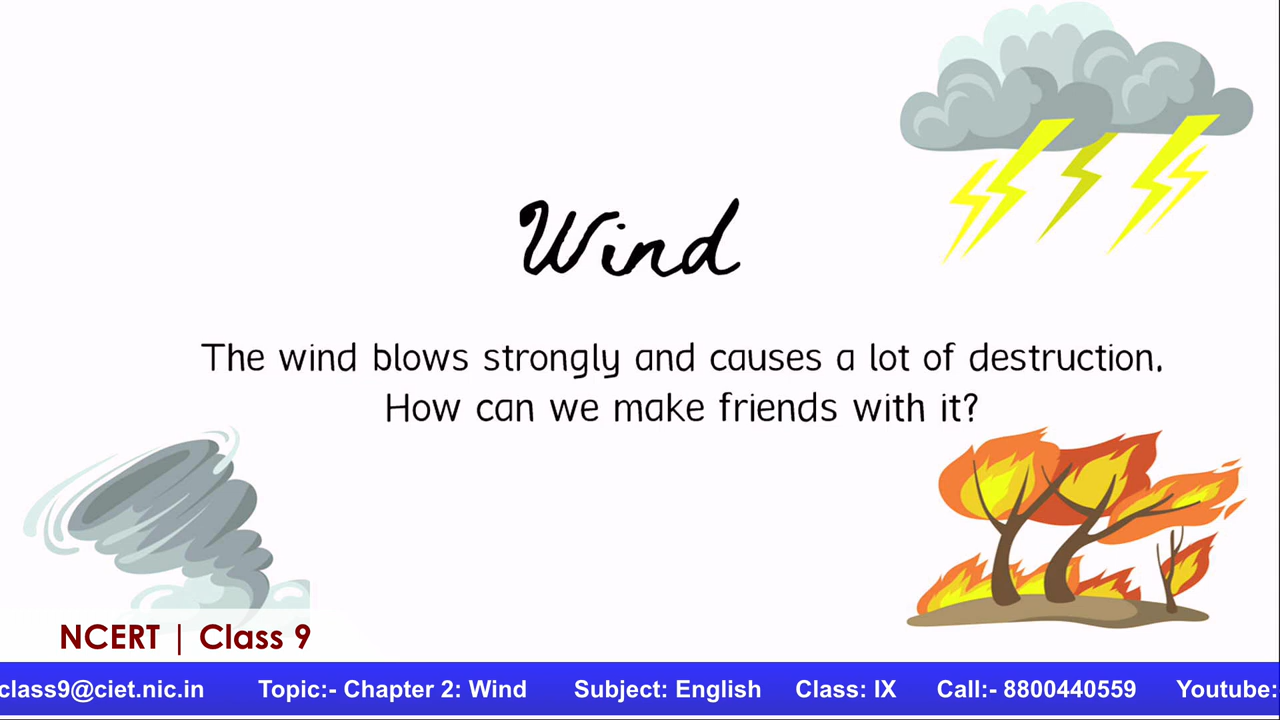 Wind
The wind blows strongly and causes a lot of destruction.
How can we make friends with it?
NCERT | Class 9
class9@ciet.nic.in Topic:- Chapter 2: Wind Subject: English Class: IX Call:- 8800440559 Youtube: